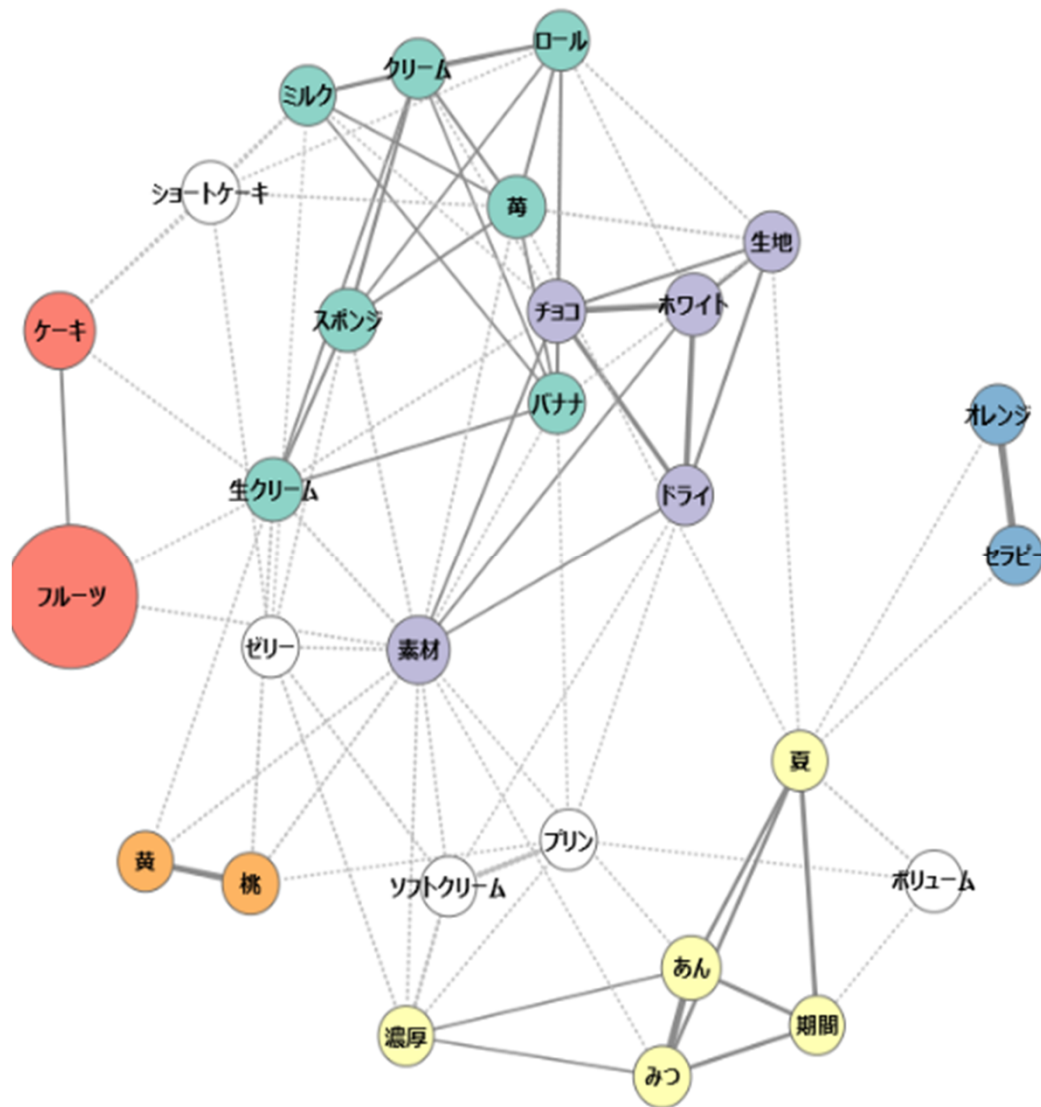 ロール
クリーム
ミルク
ショートケーキ
苺
生地
チョコ
ホワイト
スポンジ
ケーキ
バナナ
オレンジ
生クリーム
ドライ
セラピー
フルーツ
ゼリー
素材
夏
プリン
黄
桃
ソフトクリーム
ボリューム
あん
濃厚
期間
みつ